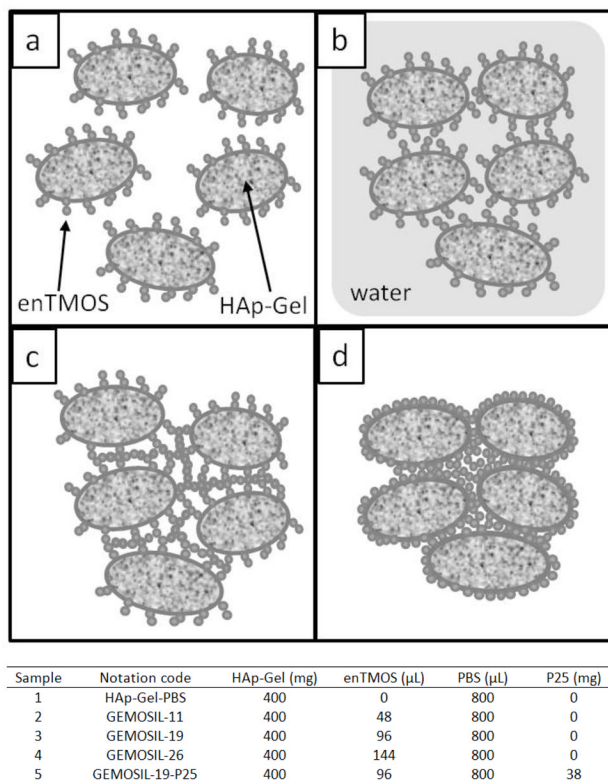 a
b
enTMOS
HAp-Gel
water
c
d
Sample Notation code HAp-Gel (mg) enTMOS (μL) PBS (μL) P25 (mg)
1 HAp-Gel-PBS 400 0 800 0
2 GEMOSIL-11 400 48 800 0
3 GEMOSIL-19 400 96 800 0
4 GEMOSIL-26 400 144 800 0
5 GEMOSIL-19-P25 400 96 800 38